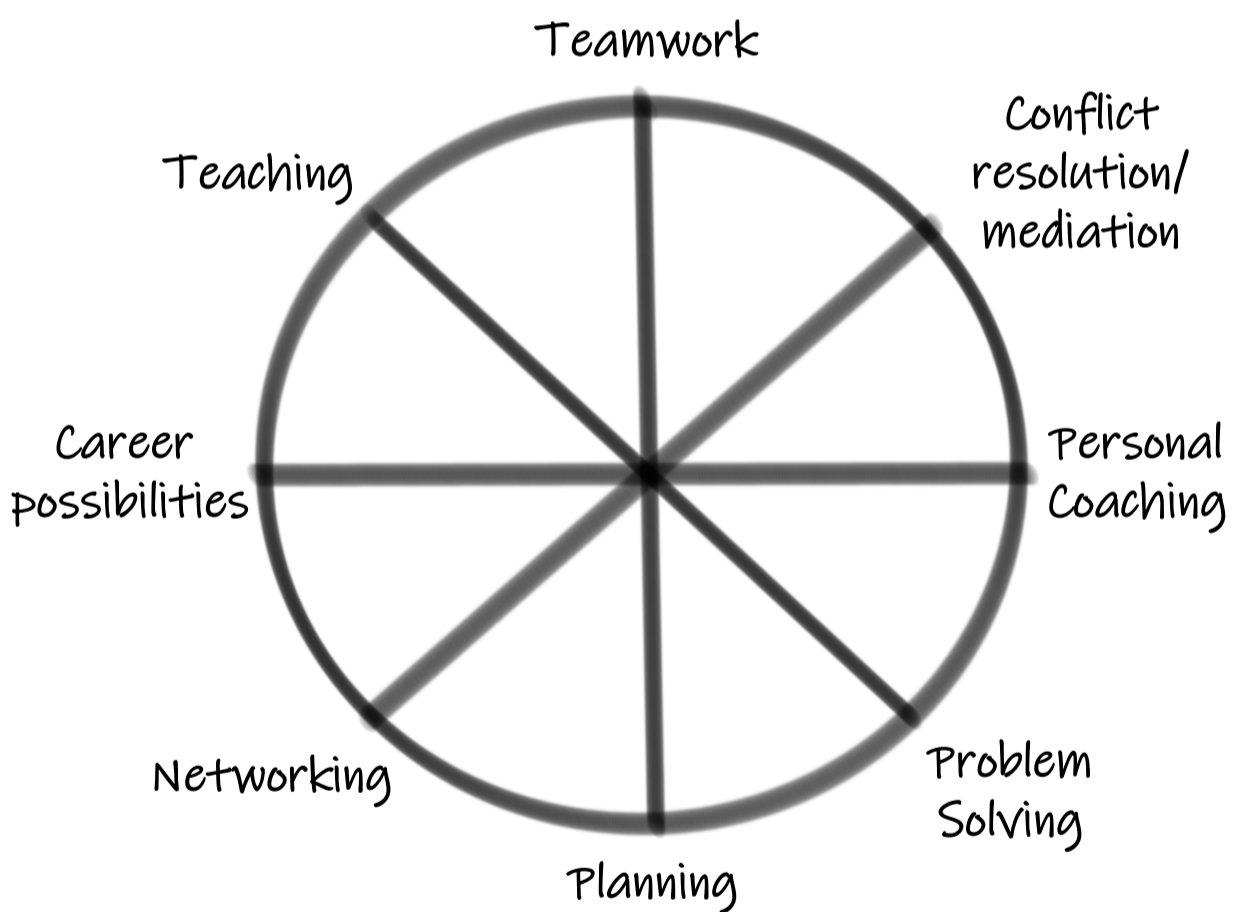 Teamwork
Conflict
resolution/
mediation
Personal
Coaching
Problem
Solving
Planning
Networking
Career
possibilities
Teaching